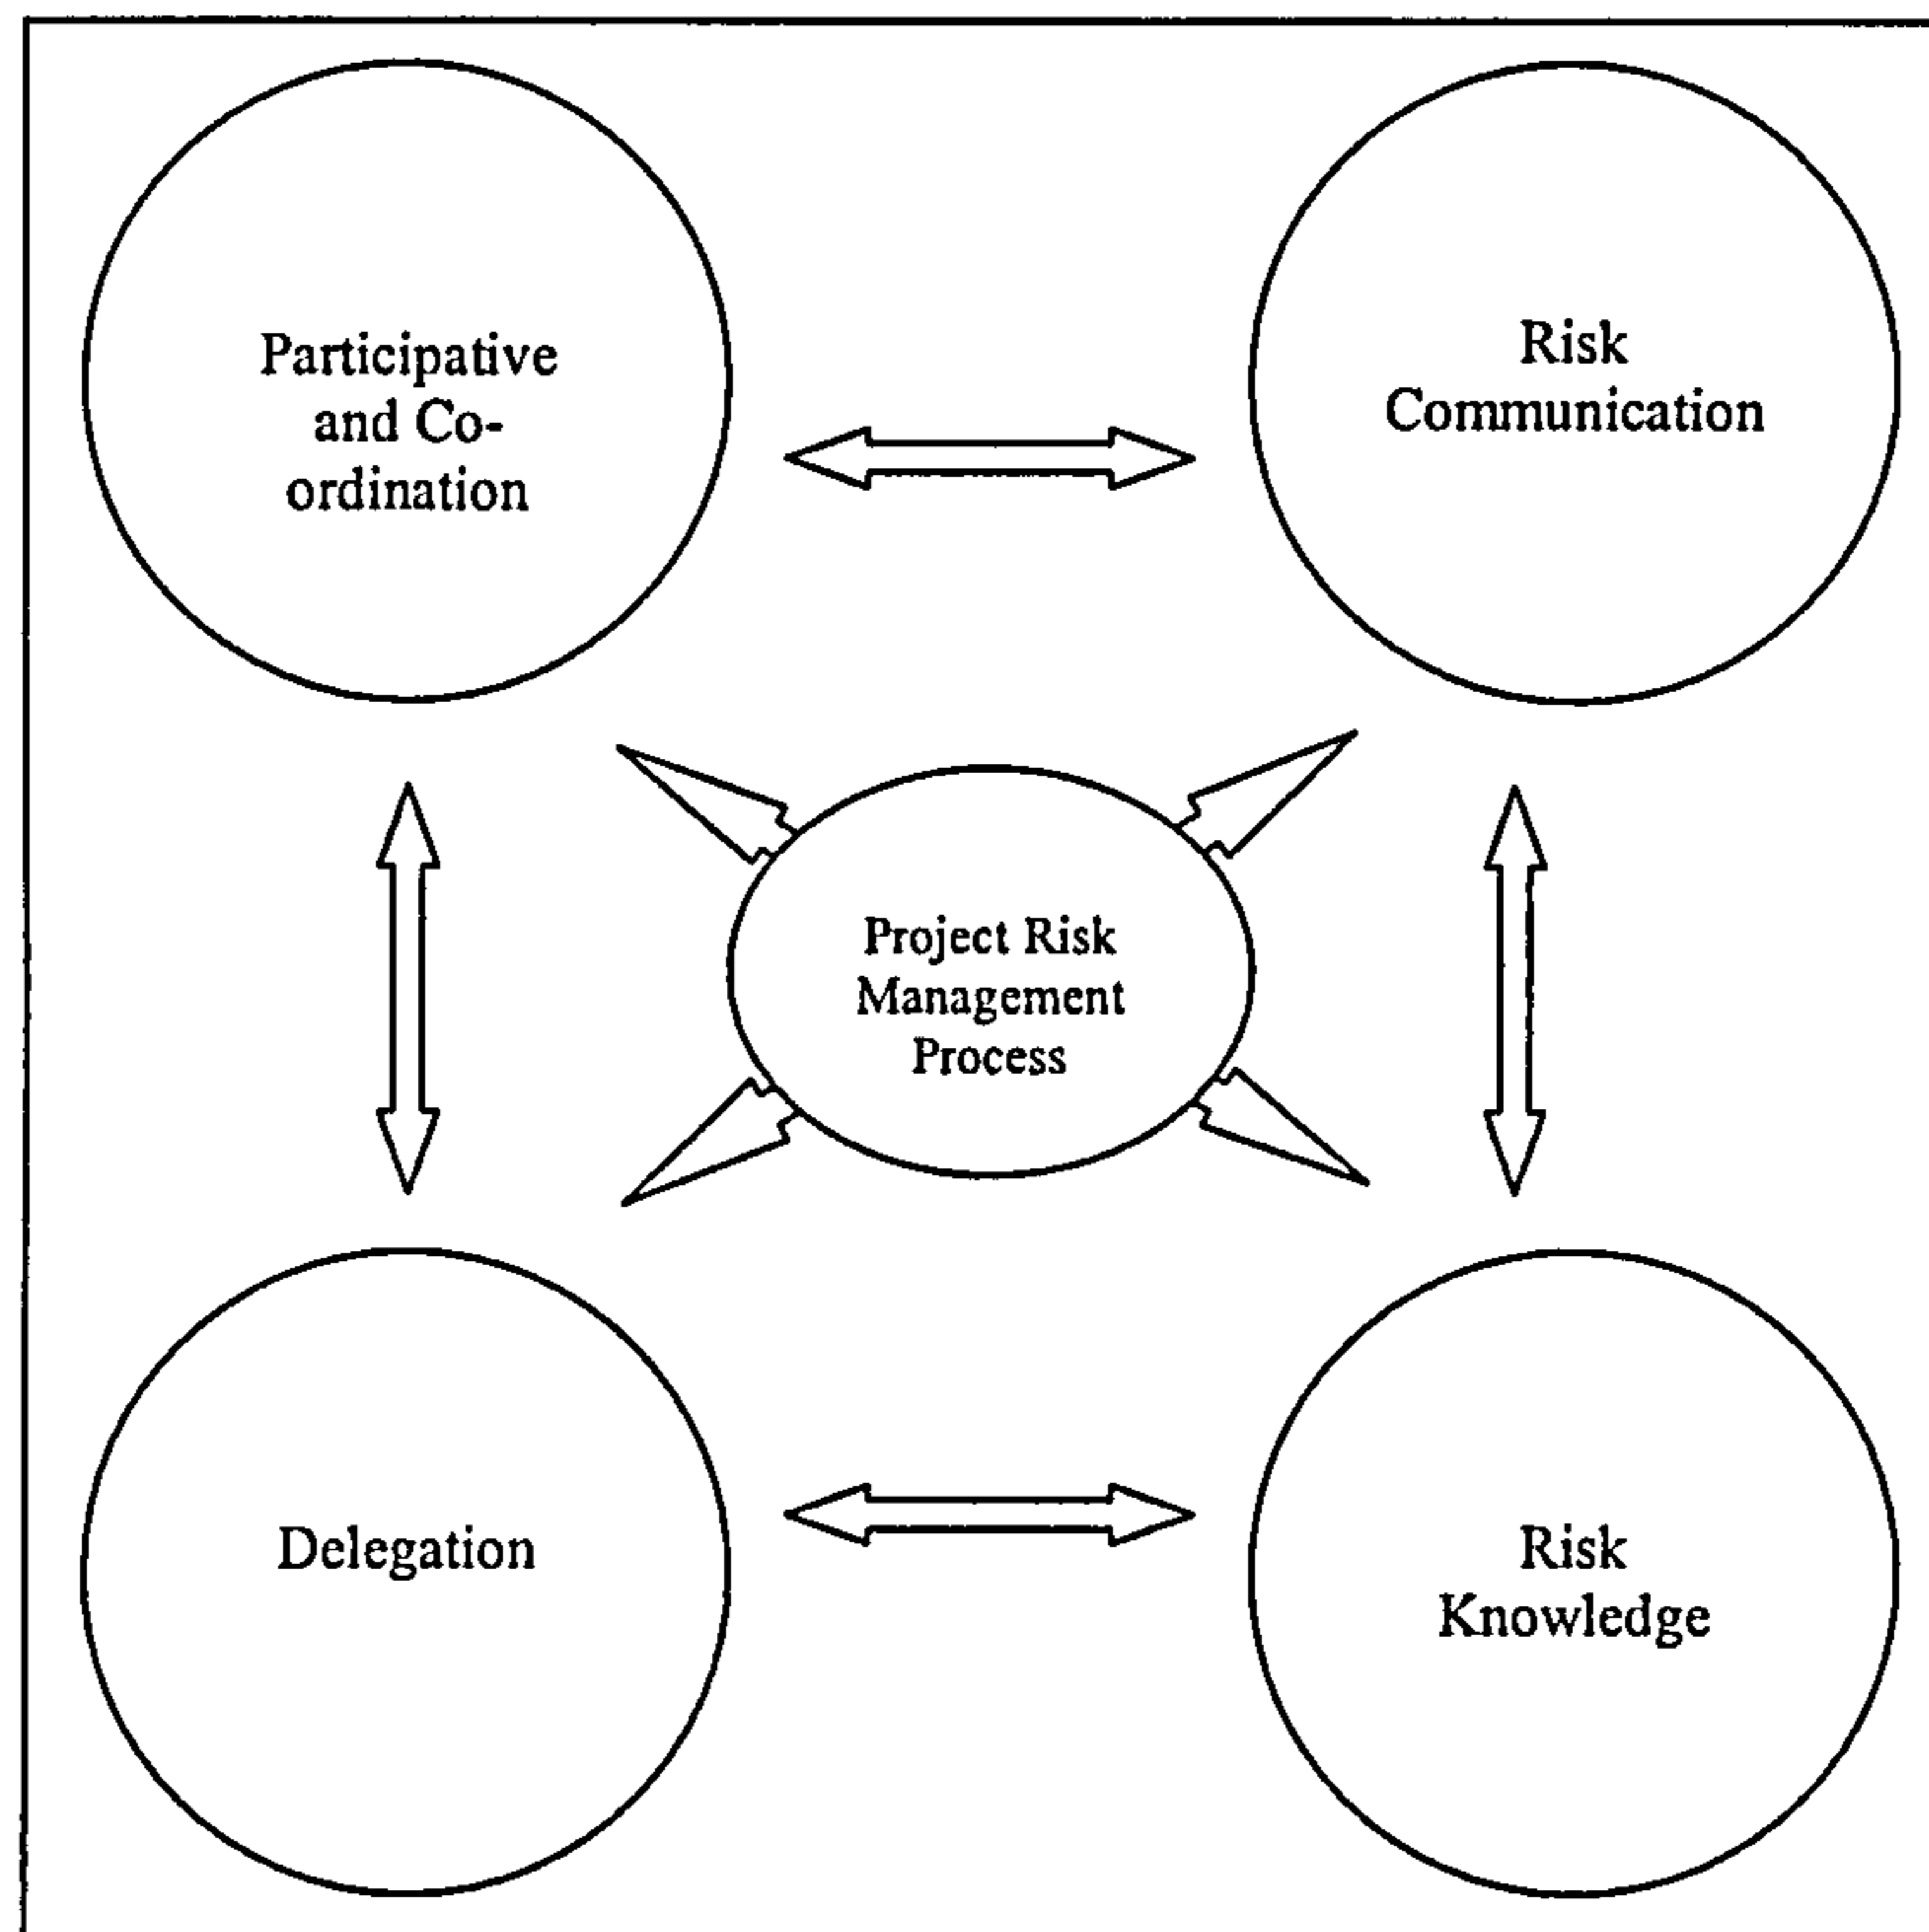 Participative
and Co-
ordination
Risk
Communication
Project Risk
Management
Process
Delegation
Risk
Knowledge